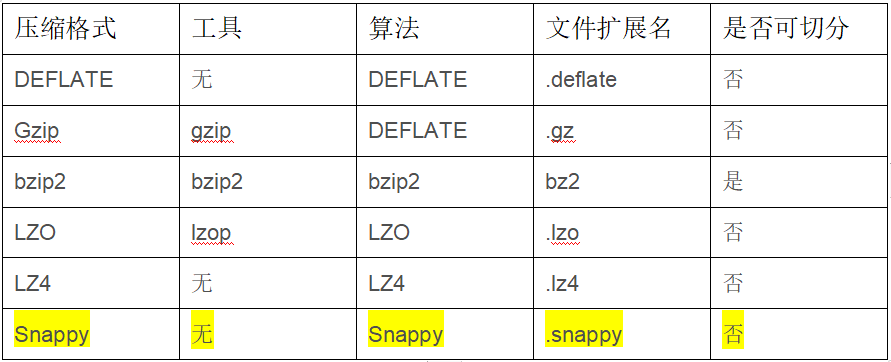 压缩格式 工具 算法 文件扩展名 是否可切分
DEFLATE 无 DEFLATE .deflate 否
Gzip gzip DEFLATE .gz 否
bzip2 bzip2 bzip2 bz2 是
LZO lzop LZO .lzo 否
LZ4 无 LZ4 .lz4 否
Snappy 无 Snappy .snappy 否